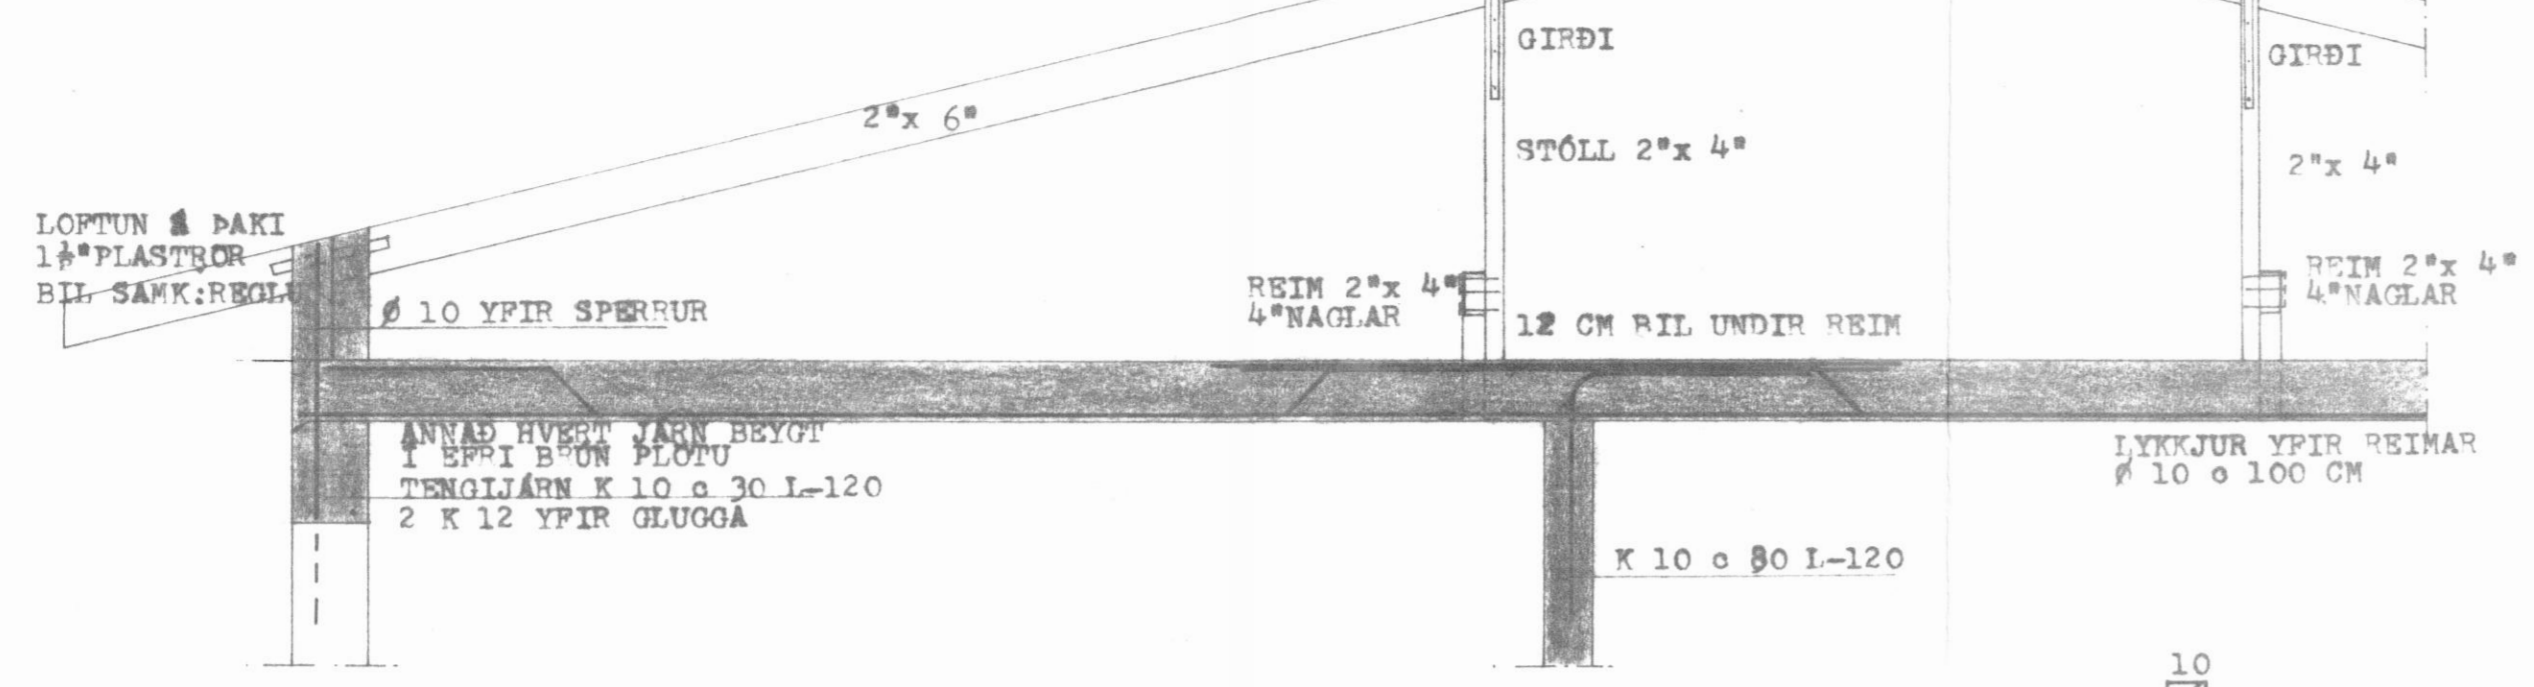 GIRÐI
GIRÐI
2"x 6"
STÓLL 2"x 4"
2"x 4"
LOFTUN Á ÞAKI
1½"PLASTRÖR
BIL SAMK:REGLU
REIM 2"x 4"
4"NAGLAR
REIM 2"x 4"
4"NAGLAR
Ø 10 YFIR SPERRUR
12 CM BIL UNDIR REIM
ANNAÐ HVERT JÁRN BEYGT
Í EFRI BRÚN PLÖTU
TENGIJÁRN K 10 c 30 L-120
2 K 12 YFIR GLUGGA
LYKKJUR YFIR REIMAR
Ø 10 c 100 CM
K 10 c 30 L-120
10